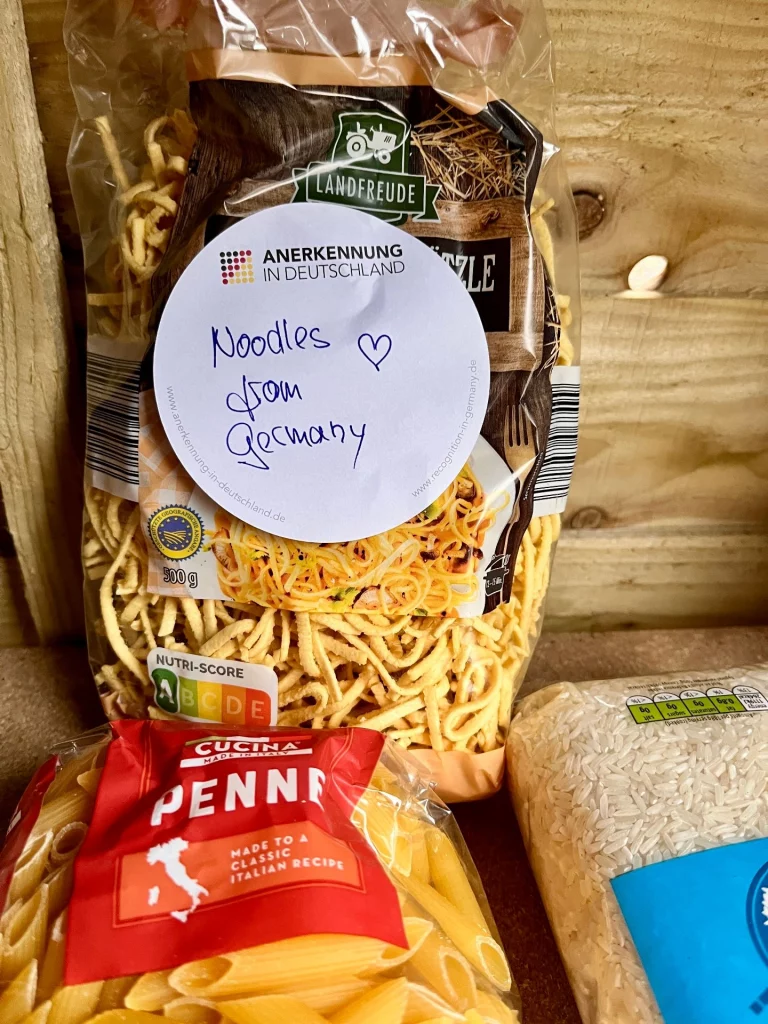 LANDFREUDE
ANERKENNUNG
IN DEUTSCHLAND
Noodles ♡
from
Germany
www.anerkennung-in-deutschland.de
www.recognition-in-germany.de
500 g
NUTRI-SCORE
A B C D E
CUCINA
MADE IN ITALY
PENNE
MADE TO A
CLASSIC
ITALIAN RECIPE